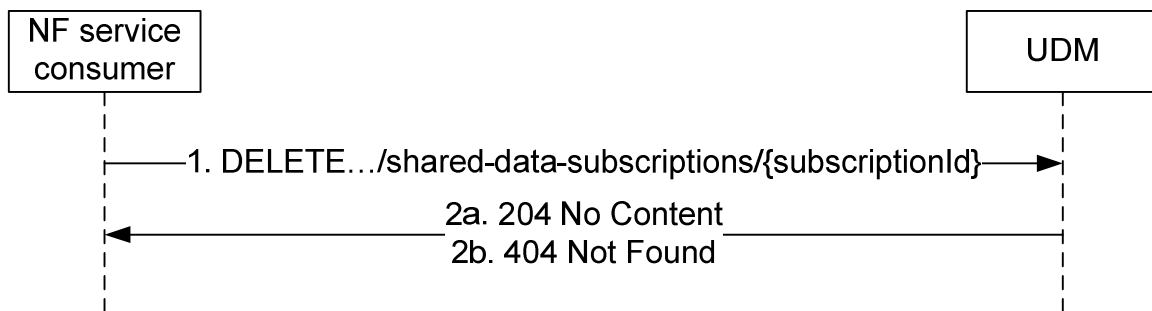 NF service
consumer
UDM
1. DELETE…/shared-data-subscriptions/{subscriptionId}
2a. 204 No Content
2b. 404 Not Found